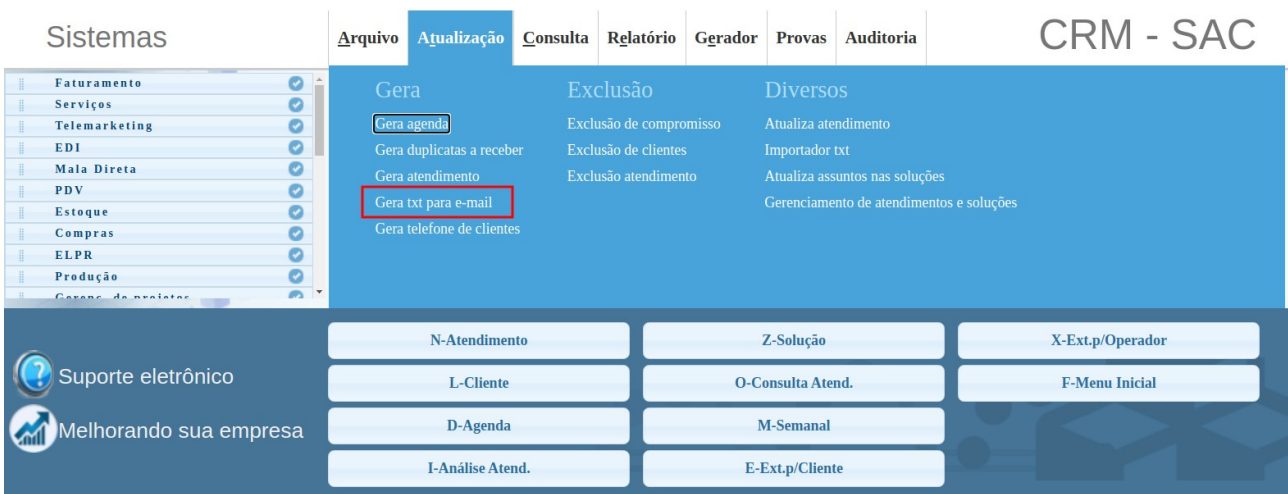 Sistemas
Arquivo Atualização Consulta Relatório Gerador Provas Auditoria
CRM - SAC
Faturamento
Serviços
Telemarketing
EDI
Mala Direta
PDV
Estoque
Compras
ELPR
Produção
Gerenc. de projetos
Gera
Gera agenda
Gera duplicatas a receber
Gera atendimento
Gera txt para e-mail
Gera telefone de clientes
Exclusão
Exclusão de compromisso
Exclusão de clientes
Exclusão atendimento
Diversos
Atualiza atendimento
Importador txt
Atualiza assuntos nas soluções
Gerenciamento de atendimentos e soluções
Suporte eletrônico
Melhorando sua empresa
N-Atendimento
Z-Solução
X-Ext.p/Operador
L-Cliente
O-Consulta Atend.
F-Menu Inicial
D-Agenda
M-Semanal
I-Análise Atend.
E-Ext.p/Cliente